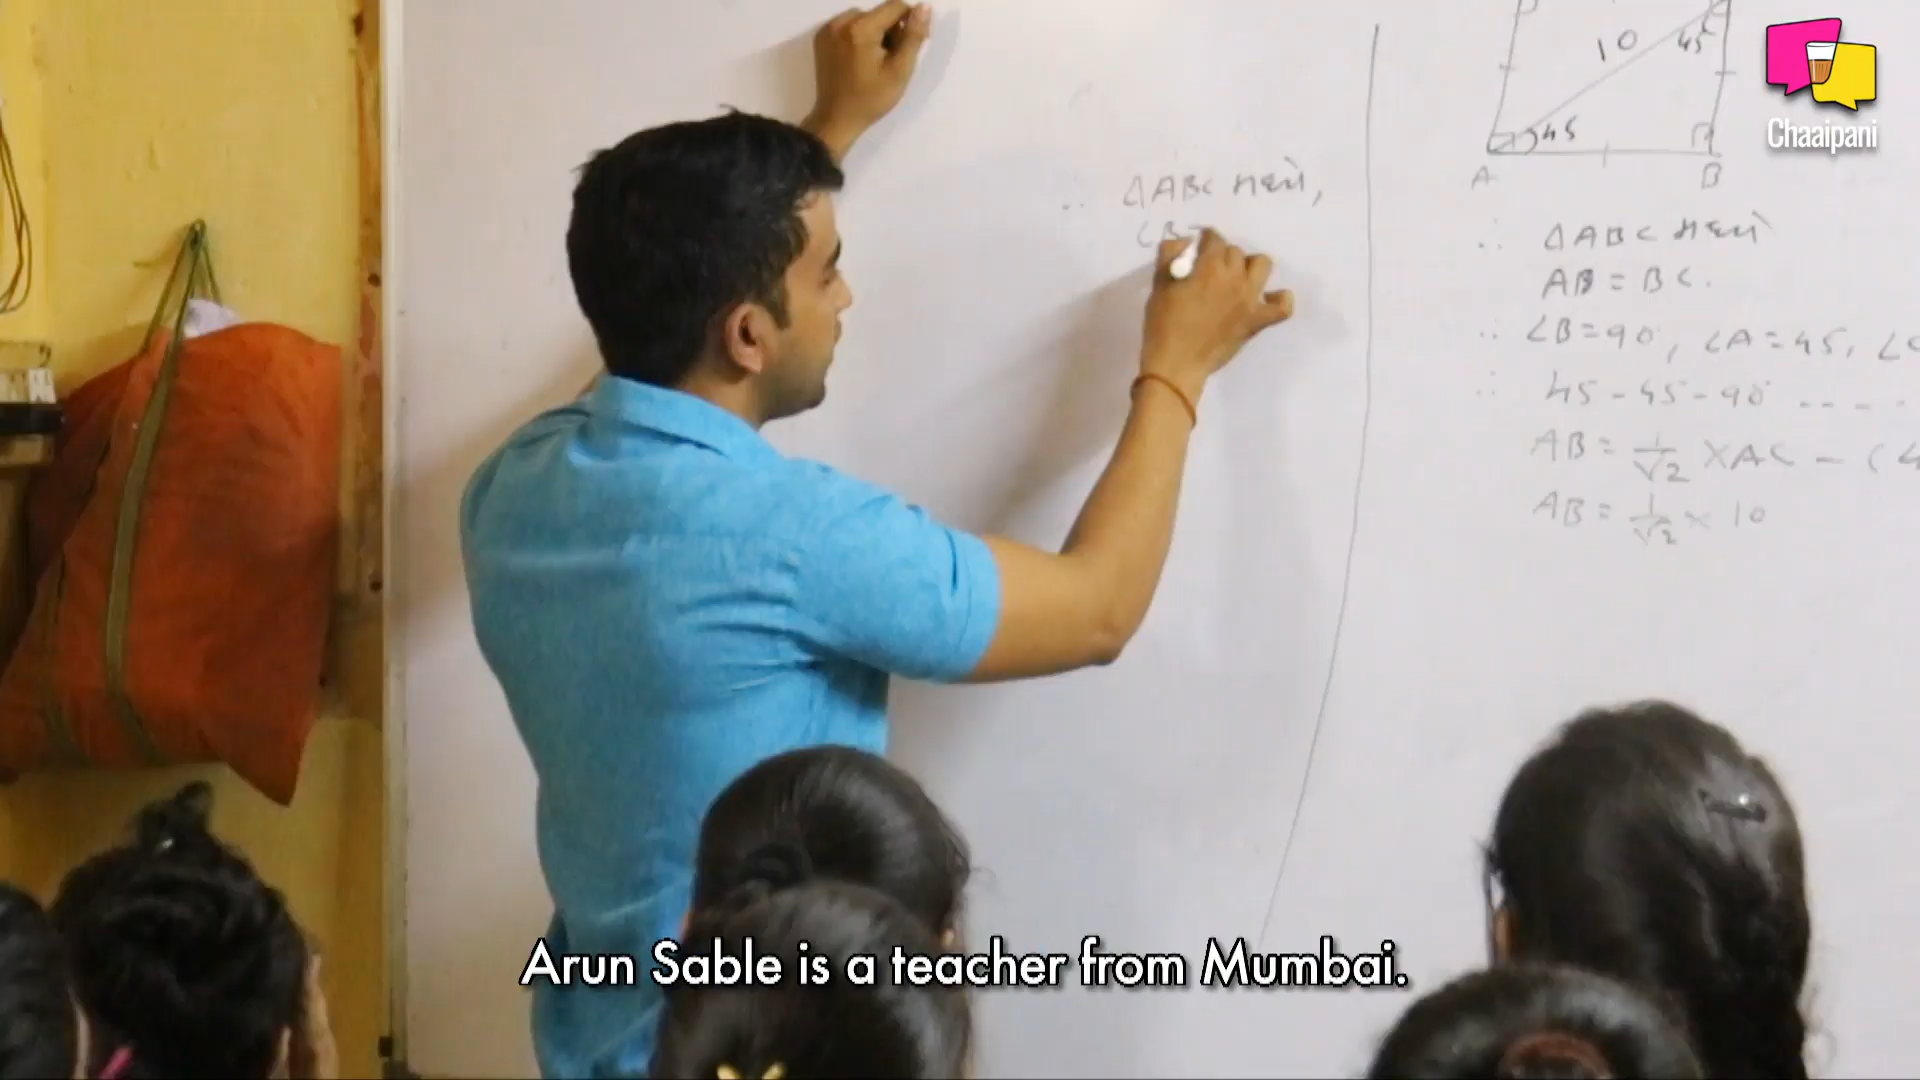 Chaaipani
10
45
45
A B
∴ ΔABC मध्ये,
∠B =
∴ ΔABC मध्ये
AB = BC.
∴ ∠B = 90, ∠A = 45, ∠C
∴ 45 - 45 - 90 - - - -
AB = 1/√2 × AC - (4
AB = 1/√2 × 10
Arun Sable is a teacher from Mumbai.